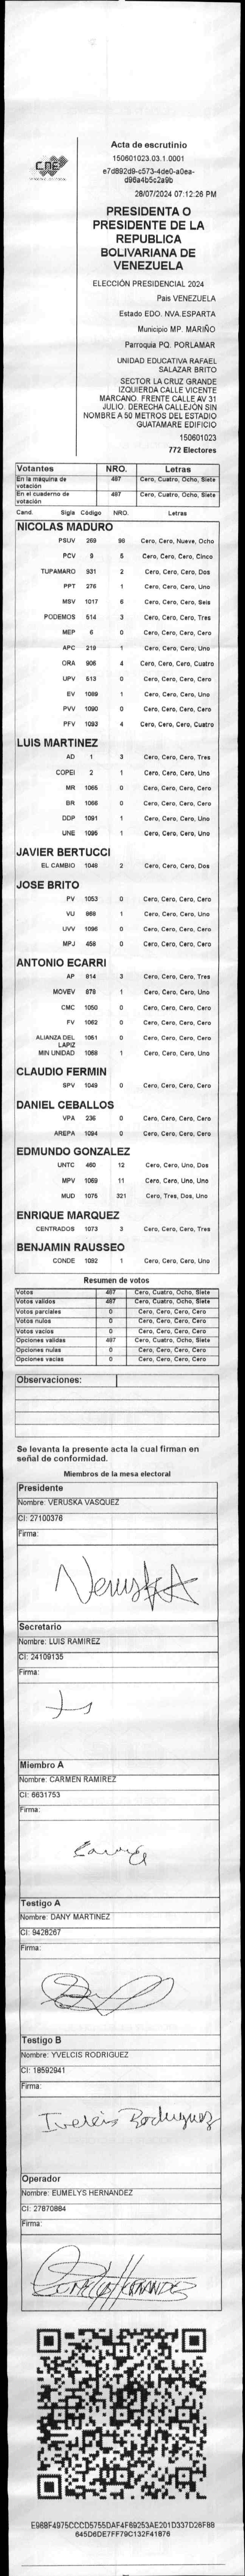 CNE
Acta de escrutinio
150601023.03.1.0001
e7d892d9-c573-4de0-a0ea-
d96a4b5c2a9b
28/07/2024 07:12:26 PM
PRESIDENTA O
PRESIDENTE DE LA
REPUBLICA
BOLIVARIANA DE
VENEZUELA
ELECCIÓN PRESIDENCIAL 2024
Pais VENEZUELA
Estado EDO. NVA.ESPARTA
Municipio MP. MARIÑO
Parroquia PQ. PORLAMAR
UNIDAD EDUCATIVA RAFAEL
SALAZAR BRITO
SECTOR LA CRUZ GRANDE
IZQUIERDA CALLE VICENTE
MARCANO. FRENTE CALLE AV 31
JULIO. DERECHA CALLEJÓN SIN
NOMBRE A 50 METROS DEL ESTADIO
GUATAMARE EDIFICIO
150601023
772 Electores
Votantes NRO. Letras
En la máquina de votación 487 Cero, Cuatro, Ocho, Siete
En el cuaderno de votación 487 Cero, Cuatro, Ocho, Siete
Cand. Sigla Código NRO. Letras
NICOLAS MADURO
PSUV 269 98 Cero, Cero, Nueve, Ocho
PCV 9 5 Cero, Cero, Cero, Cinco
TUPAMARO 931 2 Cero, Cero, Cero, Dos
PPT 276 1 Cero, Cero, Cero, Uno
MSV 1017 6 Cero, Cero, Cero, Seis
PODEMOS 514 3 Cero, Cero, Cero, Tres
MEP 6 0 Cero, Cero, Cero, Cero
APC 219 1 Cero, Cero, Cero, Uno
ORA 906 4 Cero, Cero, Cero, Cuatro
UPV 513 0 Cero, Cero, Cero, Cero
EV 1089 1 Cero, Cero, Cero, Uno
PVV 1090 0 Cero, Cero, Cero, Cero
PFV 1093 4 Cero, Cero, Cero, Cuatro
LUIS MARTINEZ
AD 1 3 Cero, Cero, Cero, Tres
COPEI 2 1 Cero, Cero, Cero, Uno
MR 1065 0 Cero, Cero, Cero, Cero
BR 1066 0 Cero, Cero, Cero, Cero
DDP 1091 1 Cero, Cero, Cero, Uno
UNE 1095 1 Cero, Cero, Cero, Uno
JAVIER BERTUCCI
EL CAMBIO 1046 2 Cero, Cero, Cero, Dos
JOSE BRITO
PV 1053 0 Cero, Cero, Cero, Cero
VU 968 1 Cero, Cero, Cero, Uno
UVV 1096 0 Cero, Cero, Cero, Cero
MPJ 458 0 Cero, Cero, Cero, Cero
ANTONIO ECARRI
AP 914 3 Cero, Cero, Cero, Tres
MOVEV 878 1 Cero, Cero, Cero, Uno
CMC 1050 0 Cero, Cero, Cero, Cero
FV 1062 0 Cero, Cero, Cero, Cero
ALIANZA DEL LAPIZ 1051 0 Cero, Cero, Cero, Cero
MIN UNIDAD 1068 1 Cero, Cero, Cero, Uno
CLAUDIO FERMIN
SPV 1049 0 Cero, Cero, Cero, Cero
DANIEL CEBALLOS
VPA 236 0 Cero, Cero, Cero, Cero
AREPA 1094 0 Cero, Cero, Cero, Cero
EDMUNDO GONZALEZ
UNTC 460 12 Cero, Cero, Uno, Dos
MPV 1069 11 Cero, Cero, Uno, Uno
MUD 1075 321 Cero, Tres, Dos, Uno
ENRIQUE MARQUEZ
CENTRADOS 1073 3 Cero, Cero, Cero, Tres
BENJAMIN RAUSSEO
CONDE 1092 1 Cero, Cero, Cero, Uno
Resumen de votos
Votos 487 Cero, Cuatro, Ocho, Siete
Votos validos 487 Cero, Cuatro, Ocho, Siete
Votos parciales 0 Cero, Cero, Cero, Cero
Votos nulos 0 Cero, Cero, Cero, Cero
Votos vacios 0 Cero, Cero, Cero, Cero
Opciones validas 487 Cero, Cuatro, Ocho, Siete
Opciones nulas 0 Cero, Cero, Cero, Cero
Opciones vacias 0 Cero, Cero, Cero, Cero
Observaciones:
Se levanta la presente acta la cual firman en
señal de conformidad.
Miembros de la mesa electoral
Presidente
Nombre: VERUSKA VASQUEZ
CI: 27100376
Firma:
VeruskA
Secretario
Nombre: LUIS RAMIREZ
CI: 24109135
Firma:
Miembro A
Nombre: CARMEN RAMIREZ
CI: 6631753
Firma:
Testigo A
Nombre: DANY MARTINEZ
CI: 9428267
Firma:
Testigo B
Nombre: YVELCIS RODRIGUEZ
CI: 18592941
Firma:
Ivelcis Rodriguez
Operador
Nombre: EUMELYS HERNANDEZ
CI: 27870884
Firma:
Eumelys HERNANDEZ
E968F4975CCCD5755DAF4F69253AE201D337D26F88
645D6DE7FF79C132F41876